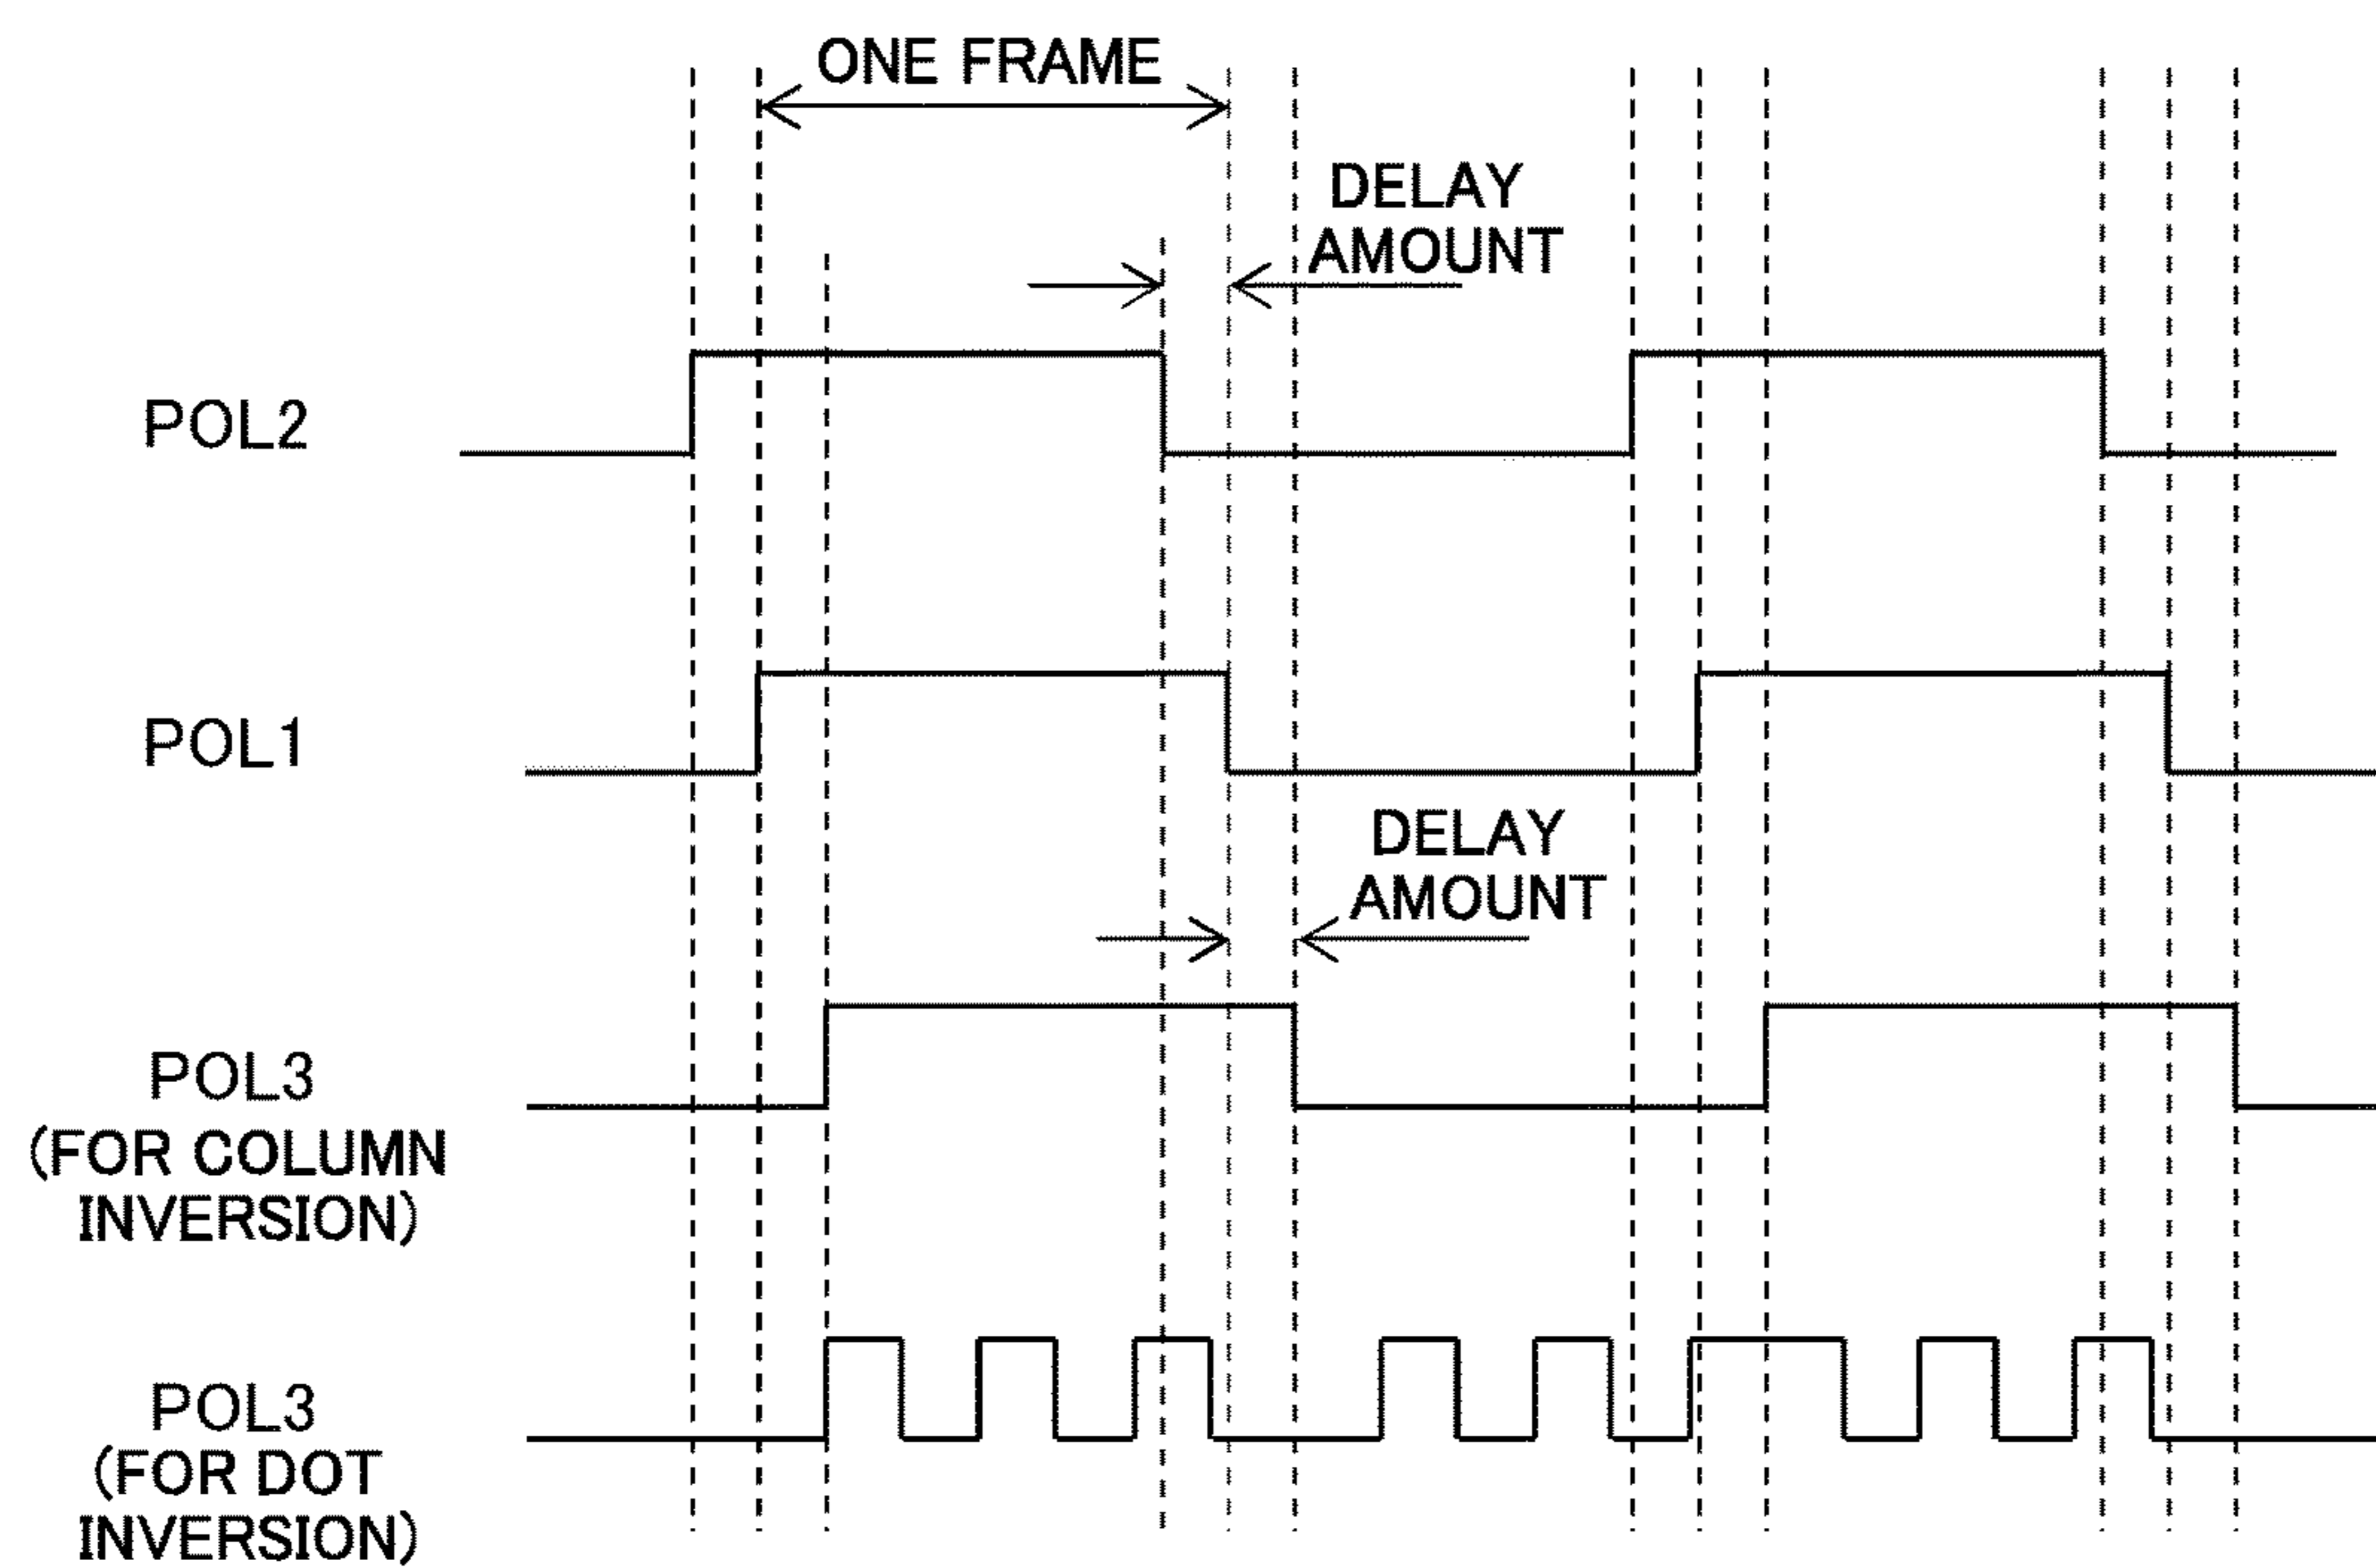 ONE FRAME
DELAY
AMOUNT
POL2
POL1
DELAY
AMOUNT
POL3
(FOR COLUMN
INVERSION)
POL3
(FOR DOT
INVERSION)